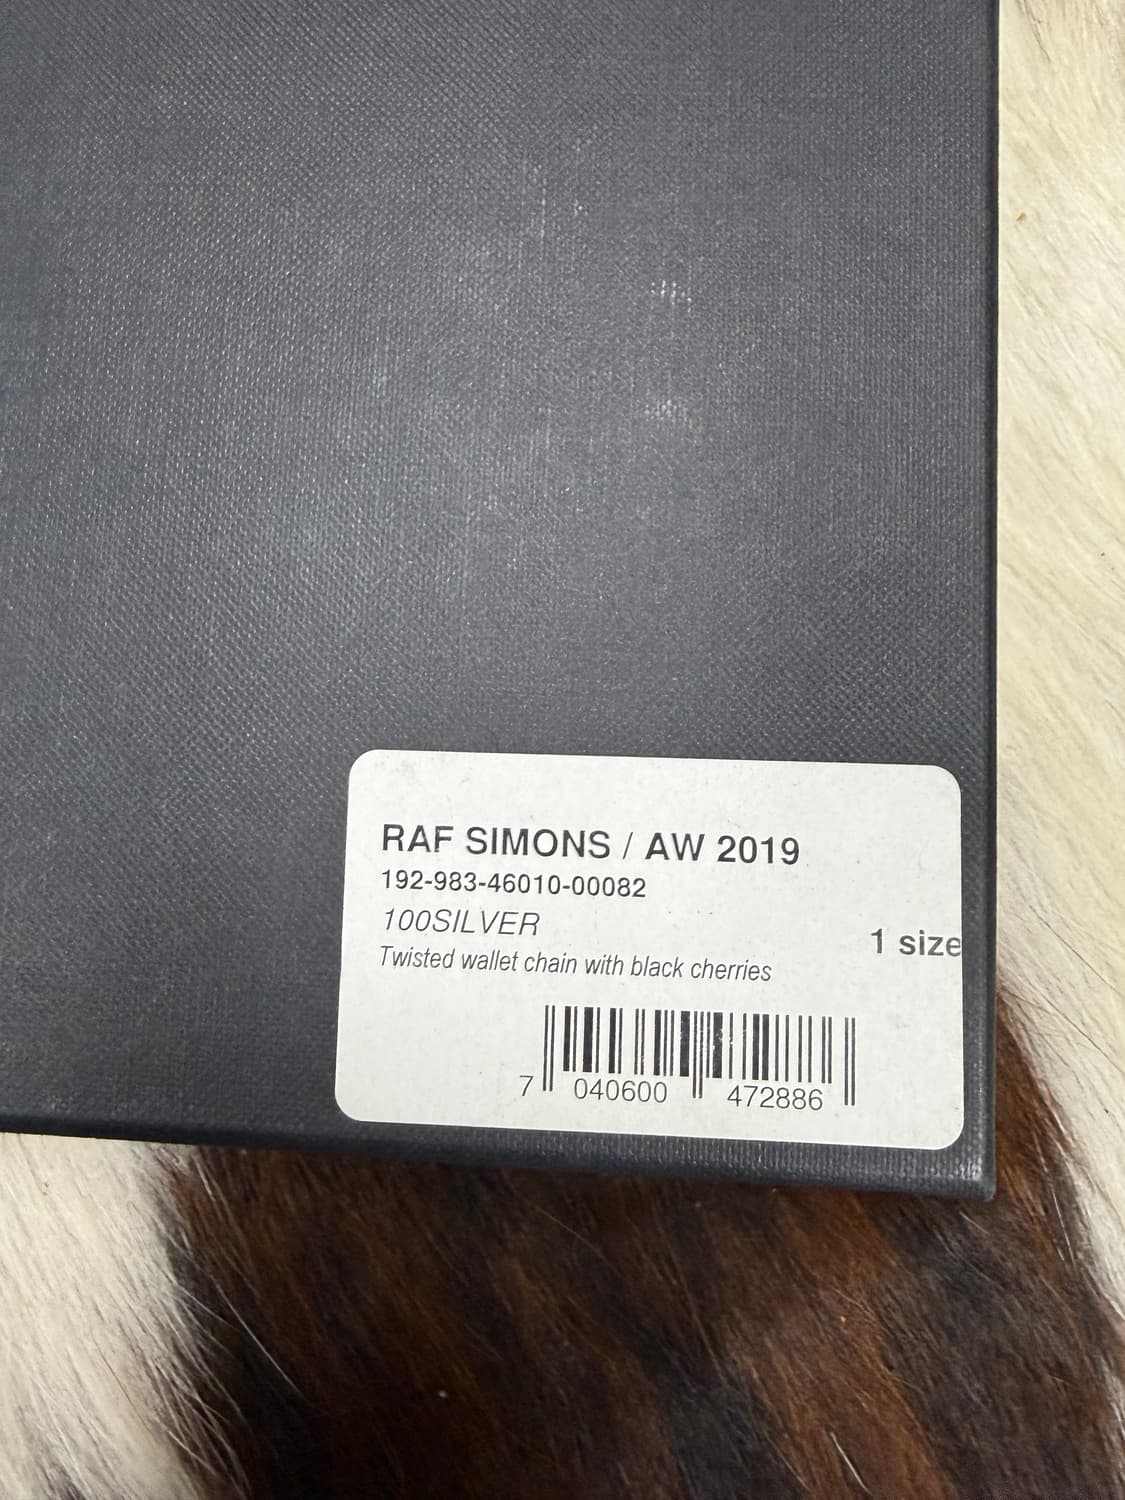 RAF SIMONS / AW 2019
192-983-46010-00082
100SILVER
1 size
Twisted wallet chain with black cherries
7 040600 472886